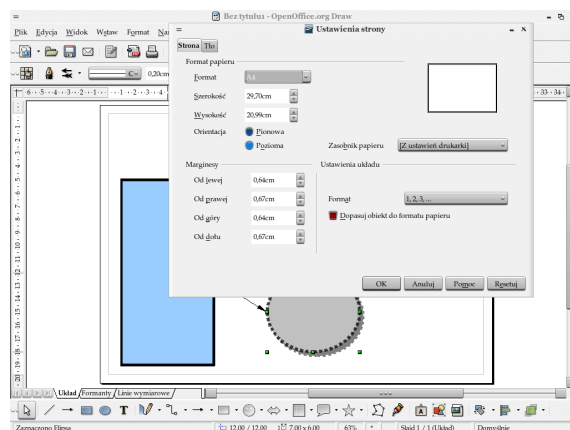 Bez tytułu1 - OpenOffice.org Draw
Plik Edycja Widok Wstaw Format Na
Ustawienia strony
Strona Tło
Format papieru
Format A4
Szerokość 29,70cm
Wysokość 20,99cm
Orientacja Pionowa
Pozioma
Zasobnik papieru [Z ustawień drukarki]
Marginesy
Od lewej 0,64cm
Od prawej 0,67cm
Od góry 0,64cm
Od dołu 0,67cm
Ustawienia układu
Format 1, 2, 3, ...
Dopasuj obiekt do formatu papieru
OK Anuluj Pomoc Resetuj
0,20cm
Układ Formanty Linie wymiarowe
Zaznaczono Elipsa 12,00 / 12,00 7,00 x 6,00 63% * Slajd 1 / 1 (Układ) Domyślnie